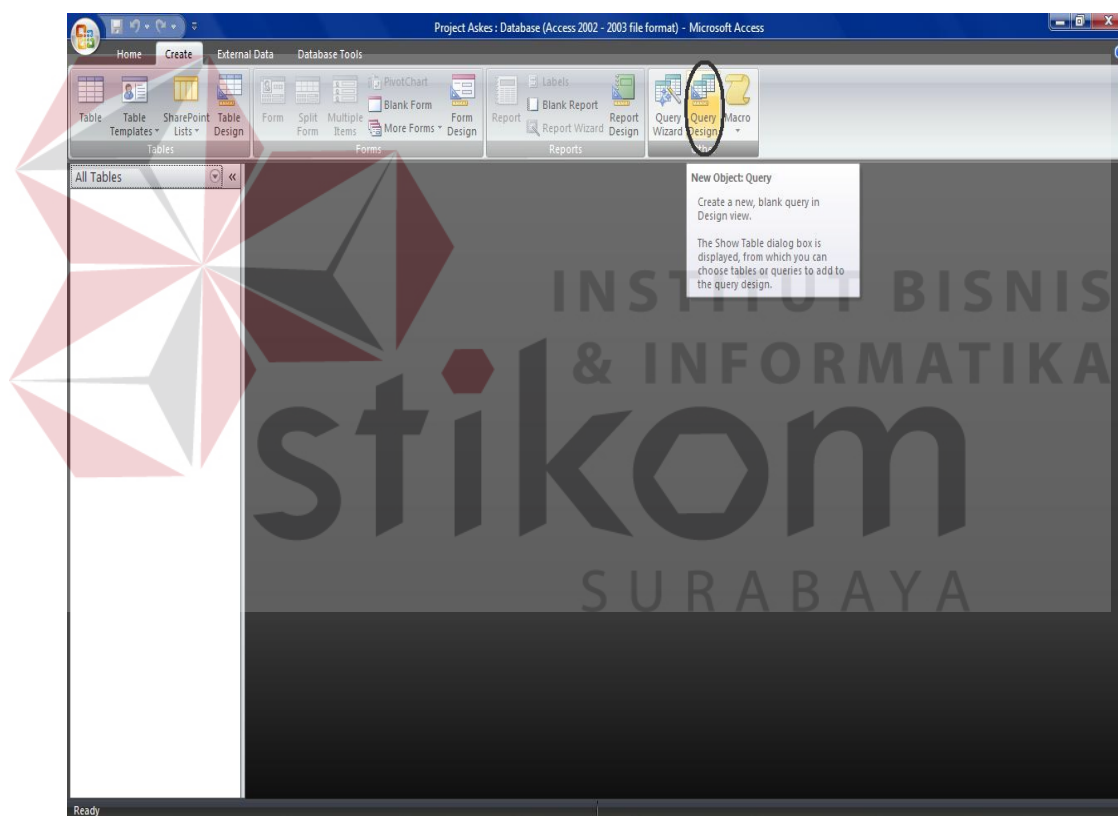 Project Askes : Database (Access 2002 - 2003 file format) - Microsoft Access
Home Create External Data Database Tools
Table
Table Templates
SharePoint Lists
Table Design
Tables
Form
Split Form
Multiple Items
PivotChart
Blank Form
More Forms
Form Design
Forms
Report
Labels
Blank Report
Report Wizard
Report Design
Reports
Query Wizard
Query Design
Macro
All Tables
New Object: Query
Create a new, blank query in
Design view.
The Show Table dialog box is
displayed, from which you can
choose tables or queries to add to
the query design.
INSTITUT BISNIS
& INFORMATIKA
stikom
SURABAYA
Ready